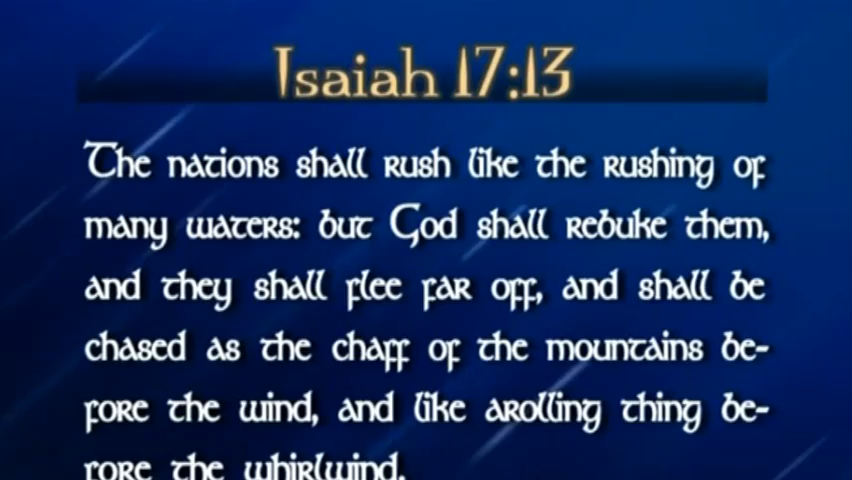 Isaiah 17:13
The nations shall rush like the rushing of
many waters: but God shall rebuke them,
and they shall flee far off, and shall be
chased as the chaff of the mountains be-
fore the wind, and like arolling thing be-
fore the whirlwind.